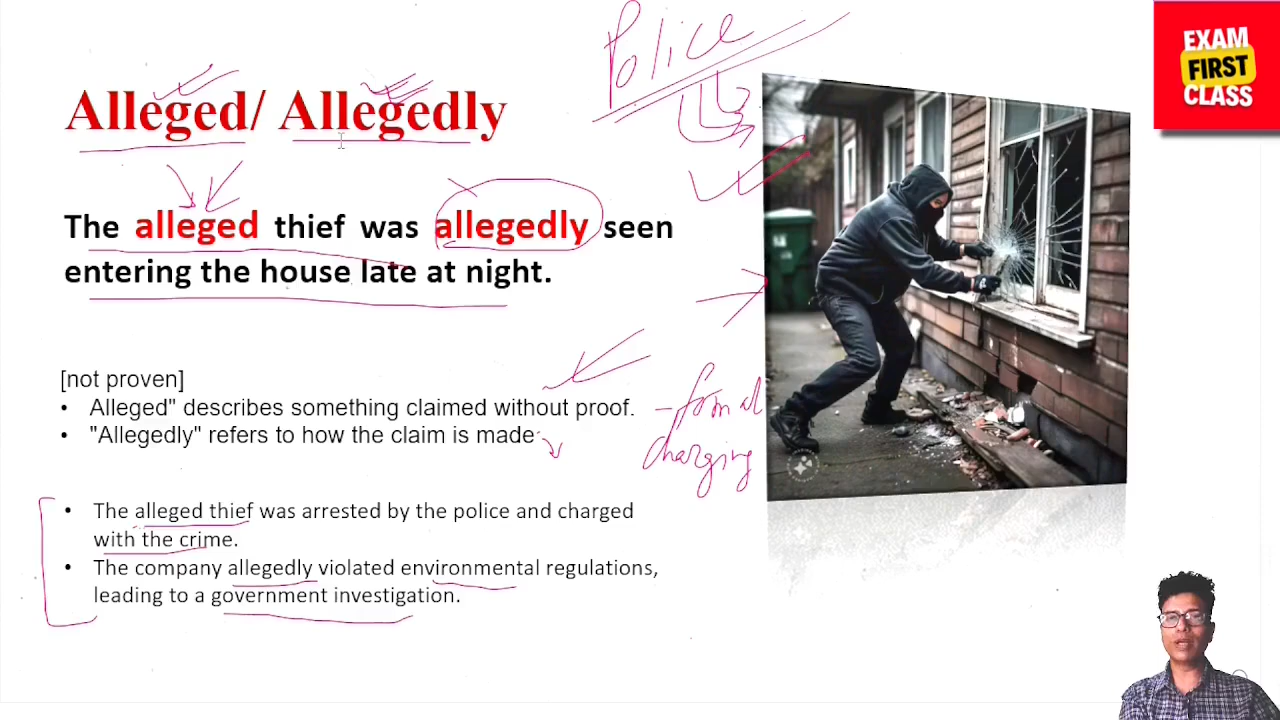 Police
EXAM
FIRST
CLASS
Alleged/ Allegedly
The alleged thief was allegedly seen
entering the house late at night.
[not proven]
• Alleged" describes something claimed without proof.
• "Allegedly" refers to how the claim is made
- formal
charging
• The alleged thief was arrested by the police and charged
with the crime.
• The company allegedly violated environmental regulations,
leading to a government investigation.